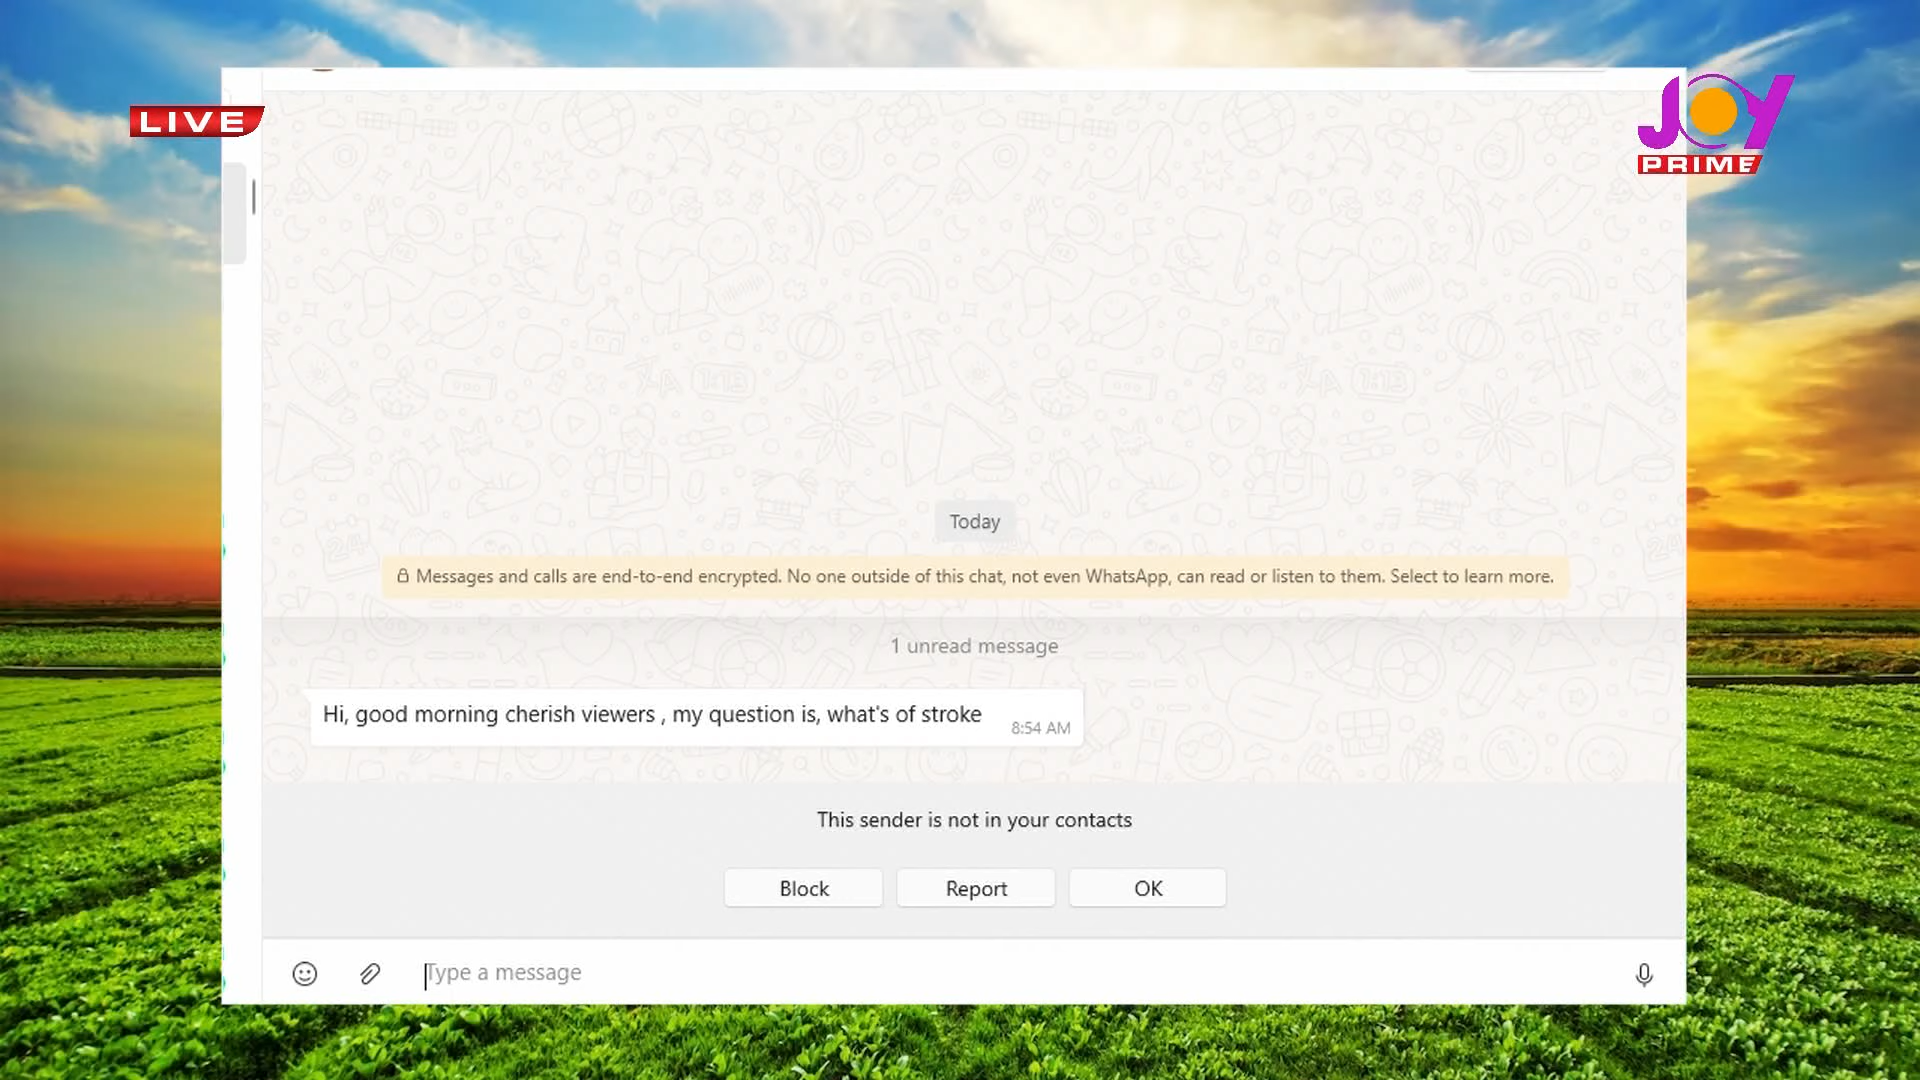 LIVE
JOY
PRIME
Today
Messages and calls are end-to-end encrypted. No one outside of this chat, not even WhatsApp, can read or listen to them. Select to learn more.
1 unread message
Hi, good morning cherish viewers , my question is, what's of stroke
8:54 AM
This sender is not in your contacts
Block
Report
OK
Type a message